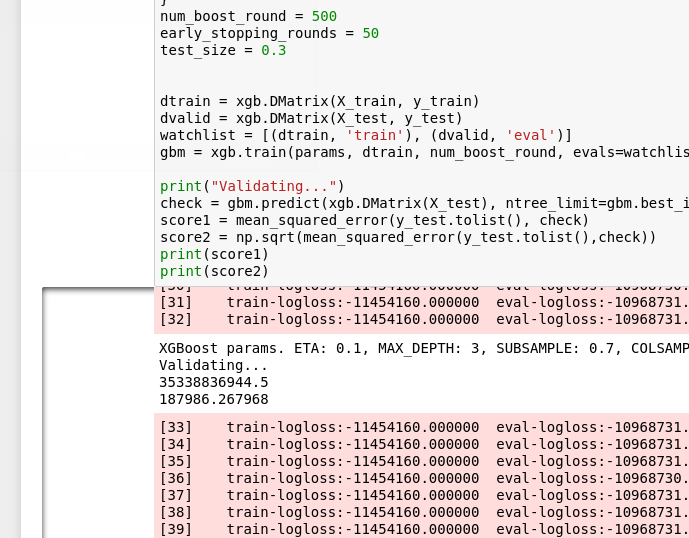 }
num_boost_round = 500
early_stopping_rounds = 50
test_size = 0.3
dtrain = xgb.DMatrix(X_train, y_train)
dvalid = xgb.DMatrix(X_test, y_test)
watchlist = [(dtrain, 'train'), (dvalid, 'eval')]
gbm = xgb.train(params, dtrain, num_boost_round, evals=watchlis
print("Validating...")
check = gbm.predict(xgb.DMatrix(X_test), ntree_limit=gbm.best_i
score1 = mean_squared_error(y_test.tolist(), check)
score2 = np.sqrt(mean_squared_error(y_test.tolist(),check))
print(score1)
print(score2)
[31] train-logloss:-11454160.000000 eval-logloss:-10968731.
[32] train-logloss:-11454160.000000 eval-logloss:-10968731.
XGBoost params. ETA: 0.1, MAX_DEPTH: 3, SUBSAMPLE: 0.7, COLSAMP
Validating...
35338836944.5
187986.267968
[33] train-logloss:-11454160.000000 eval-logloss:-10968731.
[34] train-logloss:-11454160.000000 eval-logloss:-10968731.
[35] train-logloss:-11454160.000000 eval-logloss:-10968731.
[36] train-logloss:-11454160.000000 eval-logloss:-10968730.
[37] train-logloss:-11454160.000000 eval-logloss:-10968731.
[38] train-logloss:-11454160.000000 eval-logloss:-10968731.
[39] train-logloss:-11454160.000000 eval-logloss:-10968731.